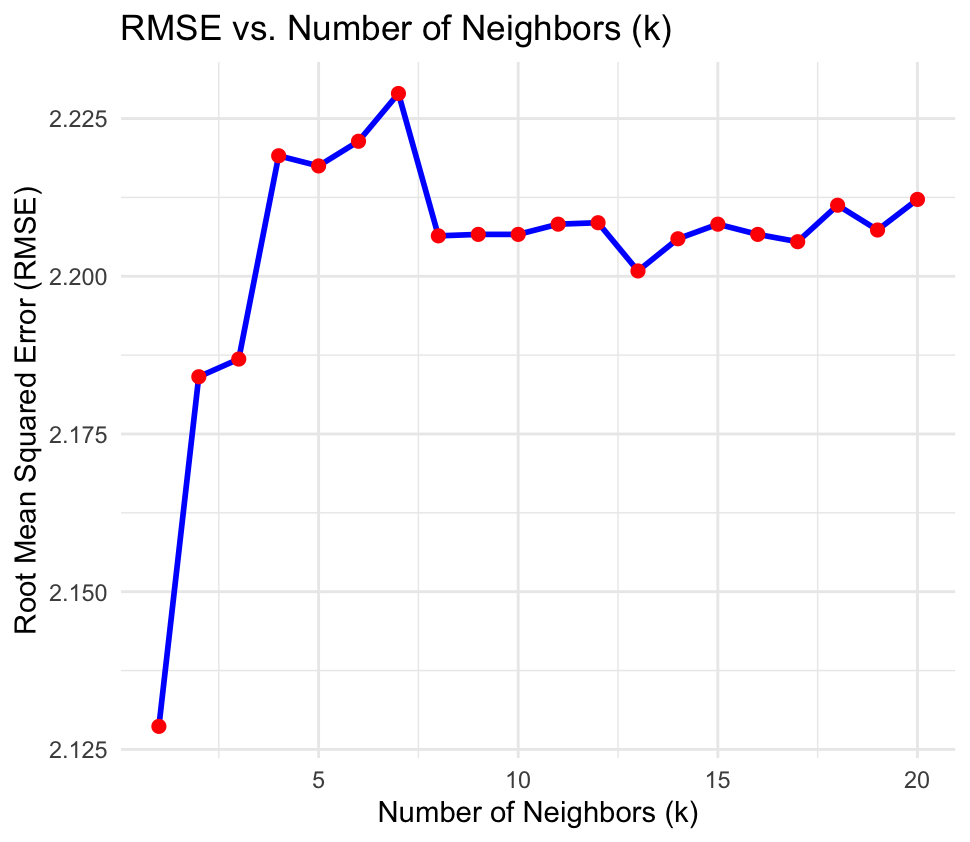 RMSE vs. Number of Neighbors (k)
Root Mean Squared Error (RMSE)
2.225
2.200
2.175
2.150
2.125
5 10 15 20
Number of Neighbors (k)